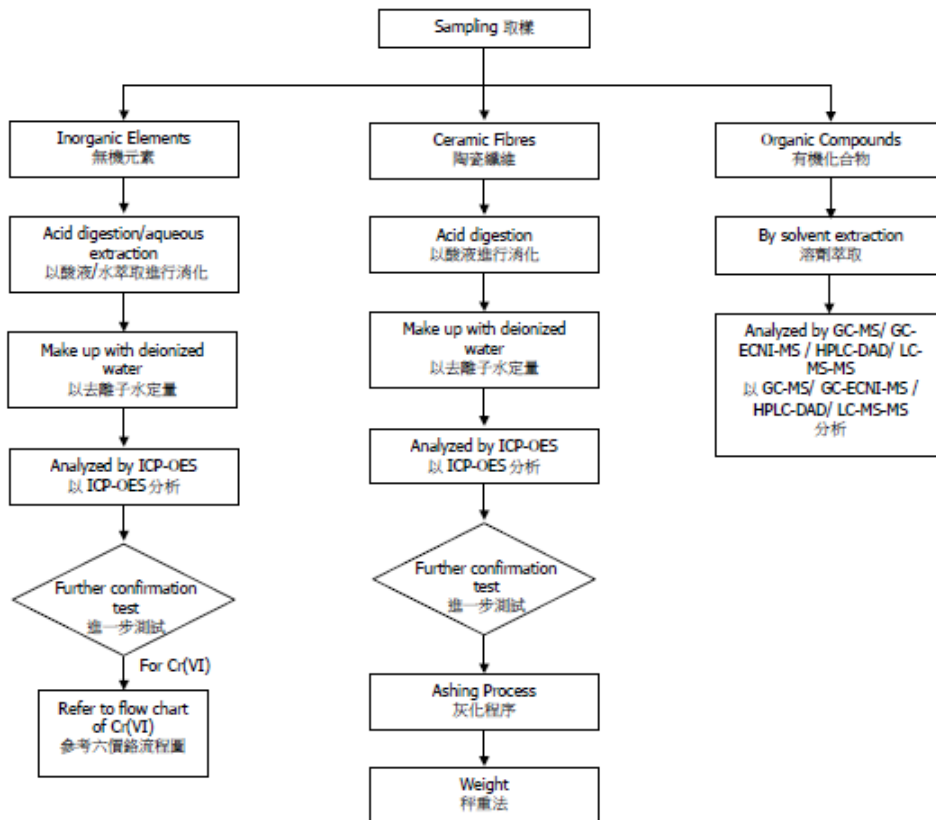 Sampling 取樣
Inorganic Elements
無機元素
Acid digestion/aqueous
extraction
以酸液/水萃取進行消化
Make up with deionized
water
以去離子水定量
Analyzed by ICP-OES
以 ICP-OES 分析
Further confirmation
test
進一步測試
For Cr(VI)
Refer to flow chart
of Cr(VI)
參考六價鉻流程圖
Ceramic Fibres
陶瓷纖維
Acid digestion
以酸液進行消化
Make up with deionized
water
以去離子水定量
Analyzed by ICP-OES
以 ICP-OES 分析
Further confirmation
test
進一步測試
Ashing Process
灰化程序
Weight
秤重法
Organic Compounds
有機化合物
By solvent extraction
溶劑萃取
Analyzed by GC-MS/ GC-
ECNI-MS / HPLC-DAD/ LC-
MS-MS
以 GC-MS/ GC-ECNI-MS /
HPLC-DAD/ LC-MS-MS
分析